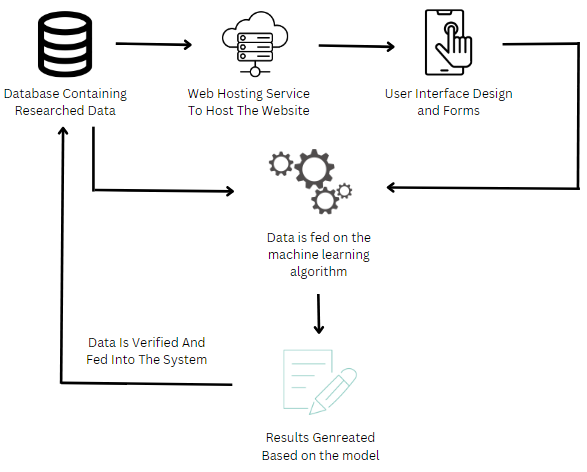 Database Containing
Researched Data
Web Hosting Service
To Host The Website
User Interface Design
and Forms
Data is fed on the
machine learning
algorithm
Data Is Verified And
Fed Into The System
Results Genreated
Based on the model